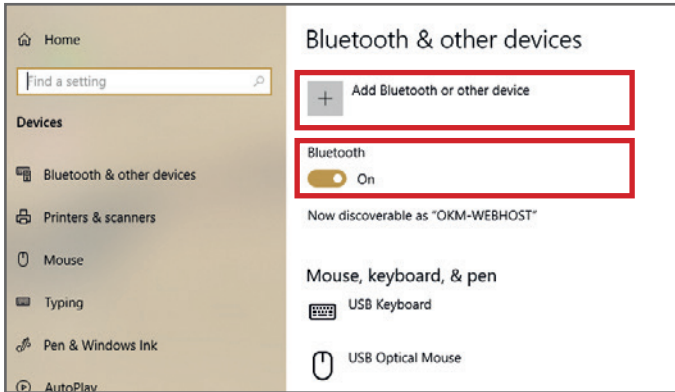 Home
Find a setting
Devices
Bluetooth & other devices
Printers & scanners
Mouse
Typing
Pen & Windows Ink
AutoPlay
Bluetooth & other devices
Add Bluetooth or other device
Bluetooth
On
Now discoverable as "OKM-WEBHOST"
Mouse, keyboard, & pen
USB Keyboard
USB Optical Mouse